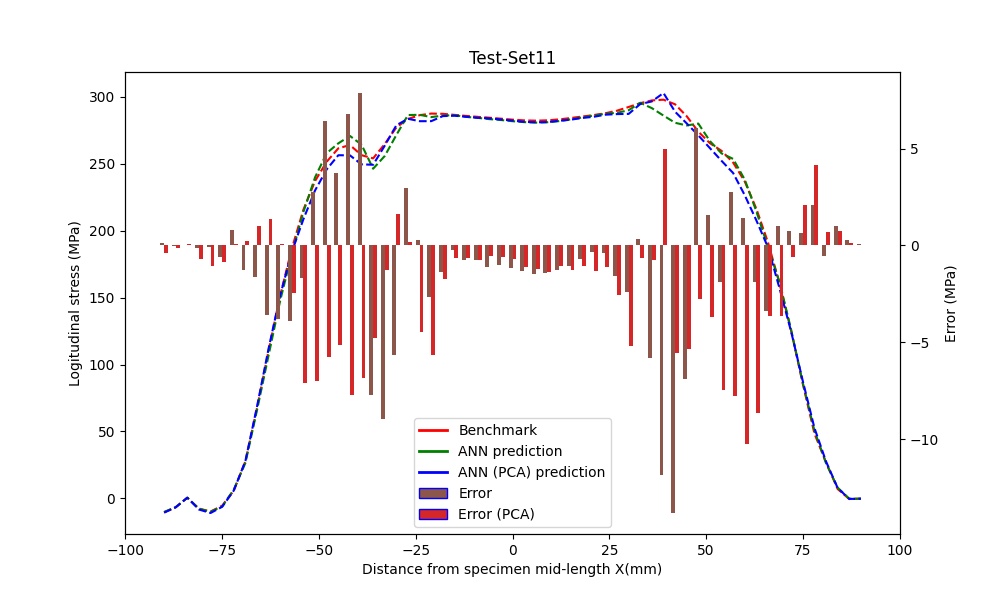 Test-Set11
300
250
200
150
100
50
0
Logitudinal stress (MPa)
5
0
−5
−10
Error (MPa)
Benchmark
ANN prediction
ANN (PCA) prediction
Error
Error (PCA)
−100 −75 −50 −25 0 25 50 75 100
Distance from specimen mid-length X(mm)